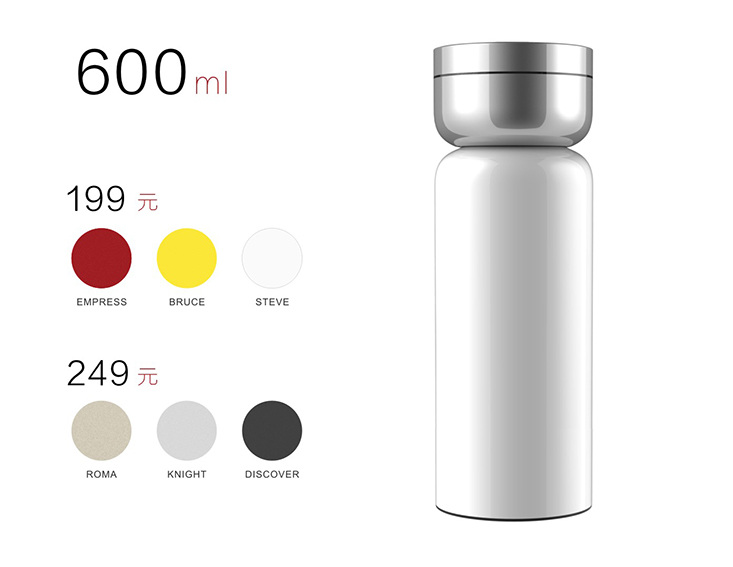 600ml
199 元
EMPRESS BRUCE STEVE
249 元
ROMA KNIGHT DISCOVER